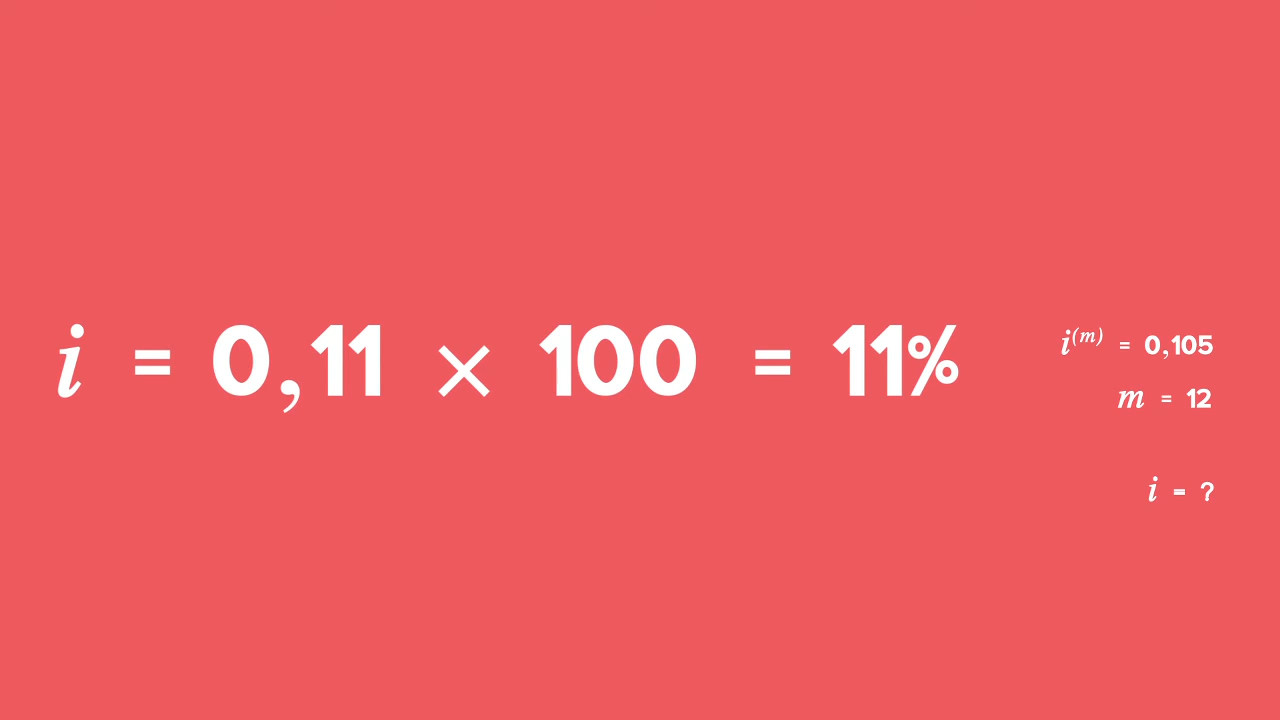 i = 0,11 × 100 = 11%
i(m) = 0,105
m = 12
i = ?